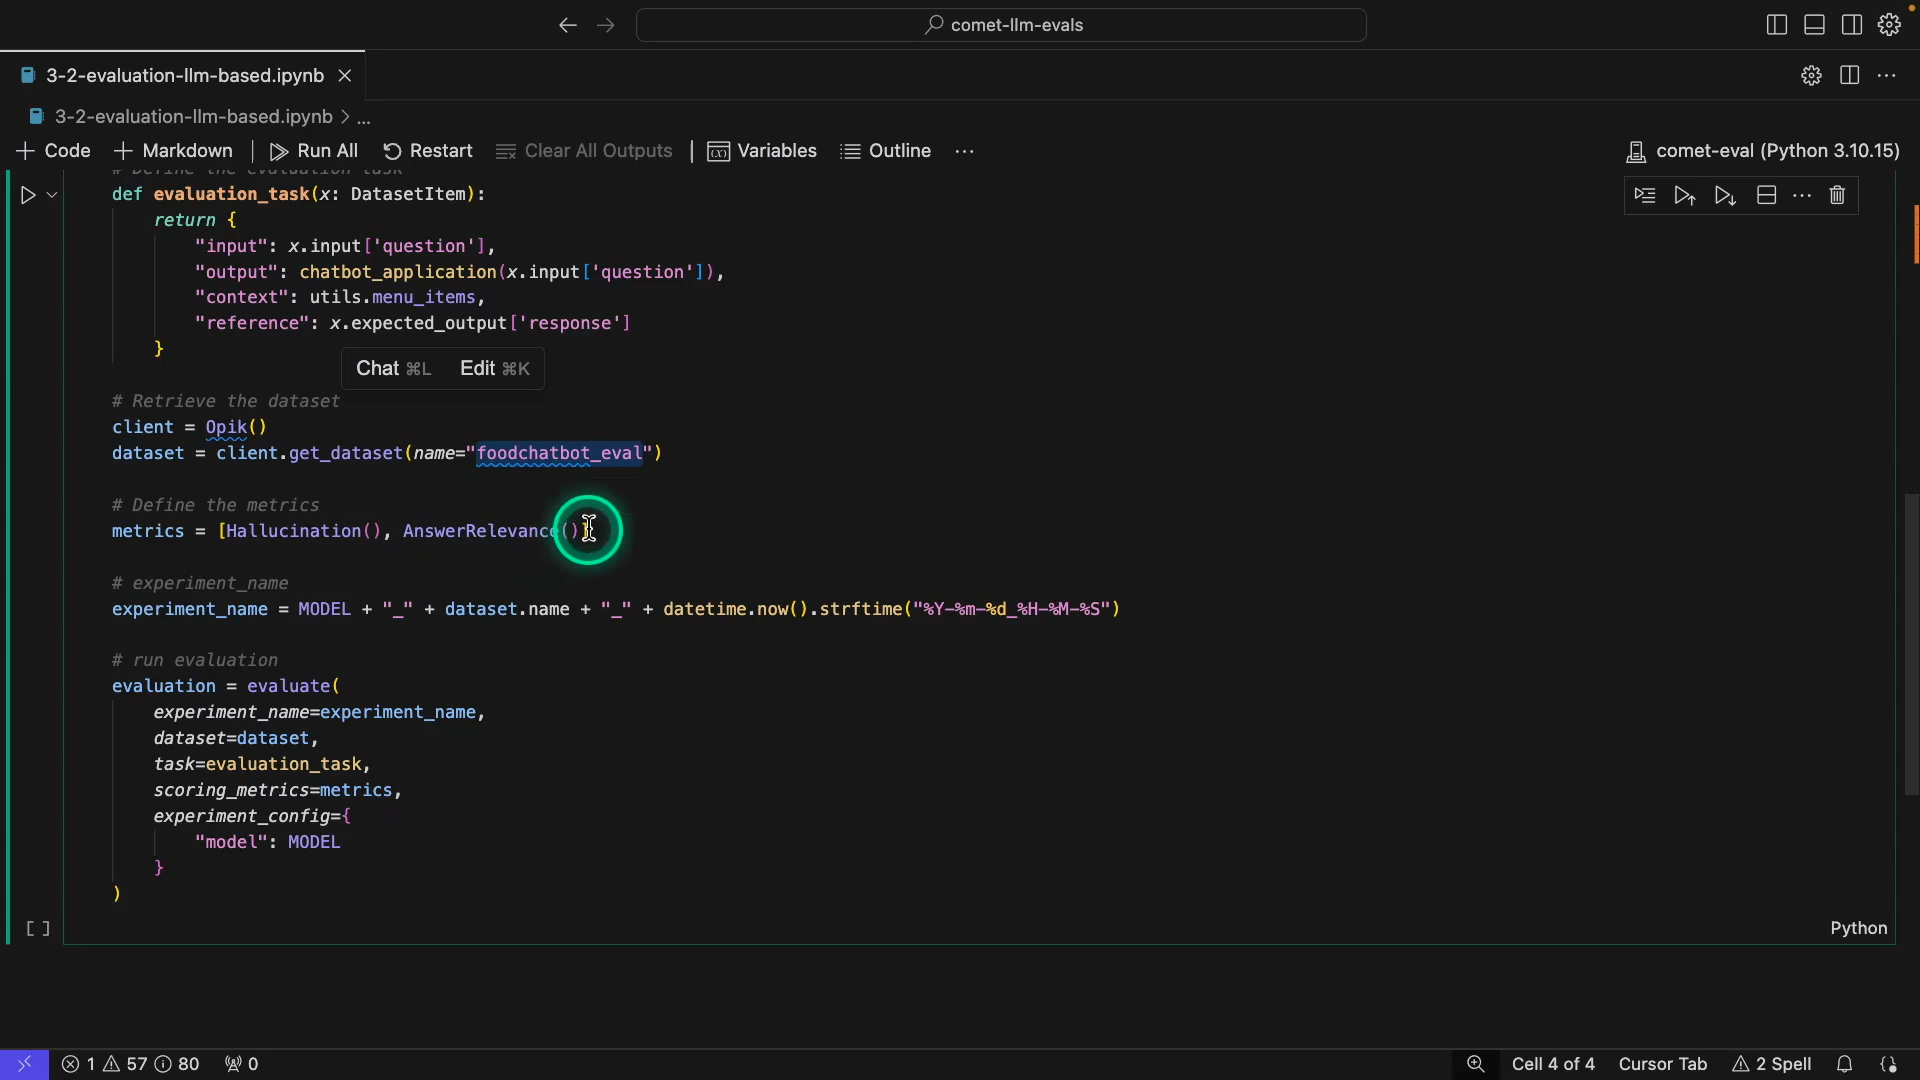 comet-llm-evals
3-2-evaluation-llm-based.ipynb
3-2-evaluation-llm-based.ipynb > ...
+ Code + Markdown | Run All Restart Clear All Outputs | Variables Outline ... comet-eval (Python 3.10.15)
# Define the evaluation task
def evaluation_task(x: DatasetItem):
return {
"input": x.input['question'],
"output": chatbot_application(x.input['question']),
"context": utils.menu_items,
"reference": x.expected_output['response']
}
Chat ⌘L Edit ⌘K
# Retrieve the dataset
client = Opik()
dataset = client.get_dataset(name="foodchatbot_eval")
# Define the metrics
metrics = [Hallucination(), AnswerRelevance()]
# experiment_name
experiment_name = MODEL + "_" + dataset.name + "_" + datetime.now().strftime("%Y-%m-%d_%H-%M-%S")
# run evaluation
evaluation = evaluate(
experiment_name=experiment_name,
dataset=dataset,
task=evaluation_task,
scoring_metrics=metrics,
experiment_config={
"model": MODEL
}
)
[ ] Python
1 57 80 0 Cell 4 of 4 Cursor Tab 2 Spell